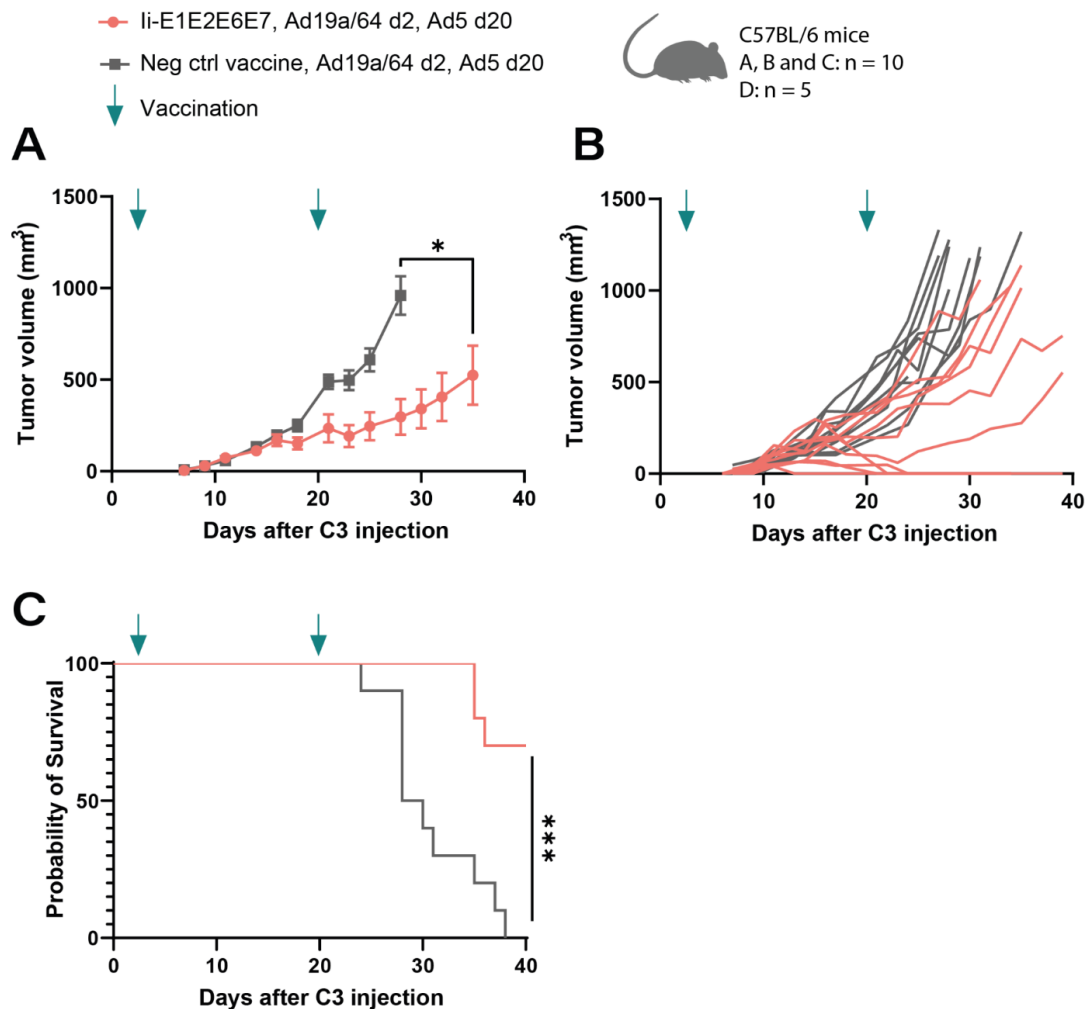 Ii-E1E2E6E7, Ad19a/64 d2, Ad5 d20
Neg ctrl vaccine, Ad19a/64 d2, Ad5 d20
Vaccination
C57BL/6 mice
A, B and C: n = 10
D: n = 5
A
1500
1000
500
0
Tumor volume (mm³)
*
0 10 20 30 40
Days after C3 injection
B
1500
1000
500
0
Tumor volume (mm³)
10 20 30 40
Days after C3 injection
C
100
50
0
Probability of Survival
***
0 10 20 30 40
Days after C3 injection